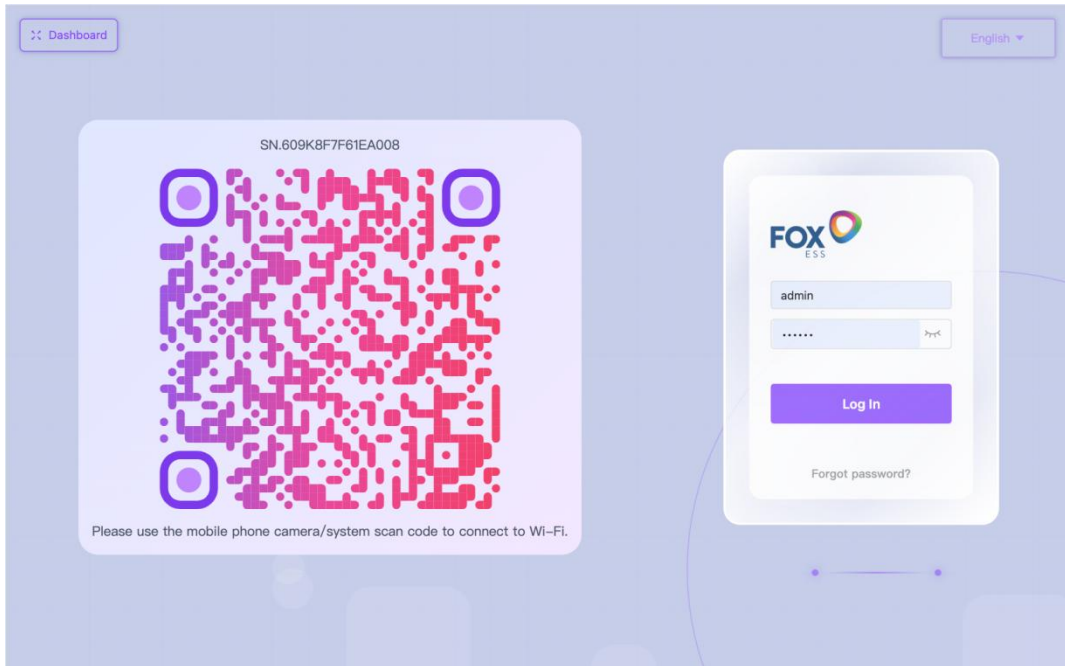 Dashboard
English
SN.609K8F7F61EA008
FOX
ESS
admin
••••••
Log In
Forgot password?
Please use the mobile phone camera/system scan code to connect to Wi-Fi.